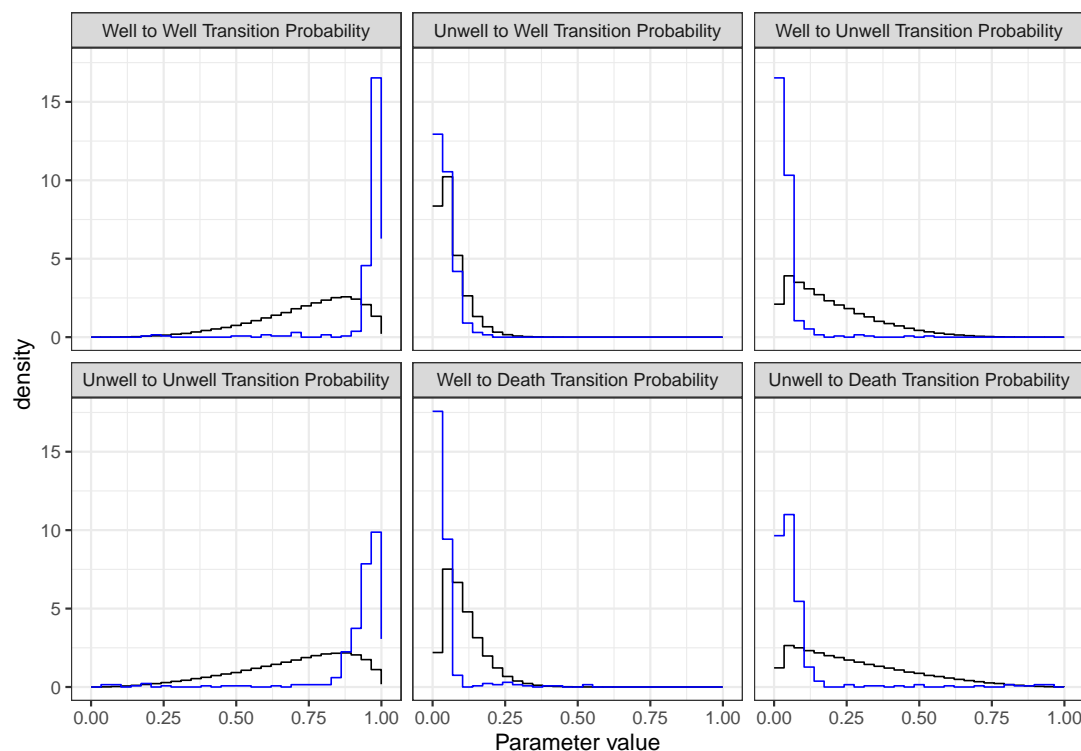 Well to Well Transition Probability
Unwell to Well Transition Probability
Well to Unwell Transition Probability
15
10
5
0
Unwell to Unwell Transition Probability
Well to Death Transition Probability
Unwell to Death Transition Probability
15
10
5
0
density
0.00 0.25 0.50 0.75 1.00
0.00 0.25 0.50 0.75 1.00
0.00 0.25 0.50 0.75 1.00
Parameter value